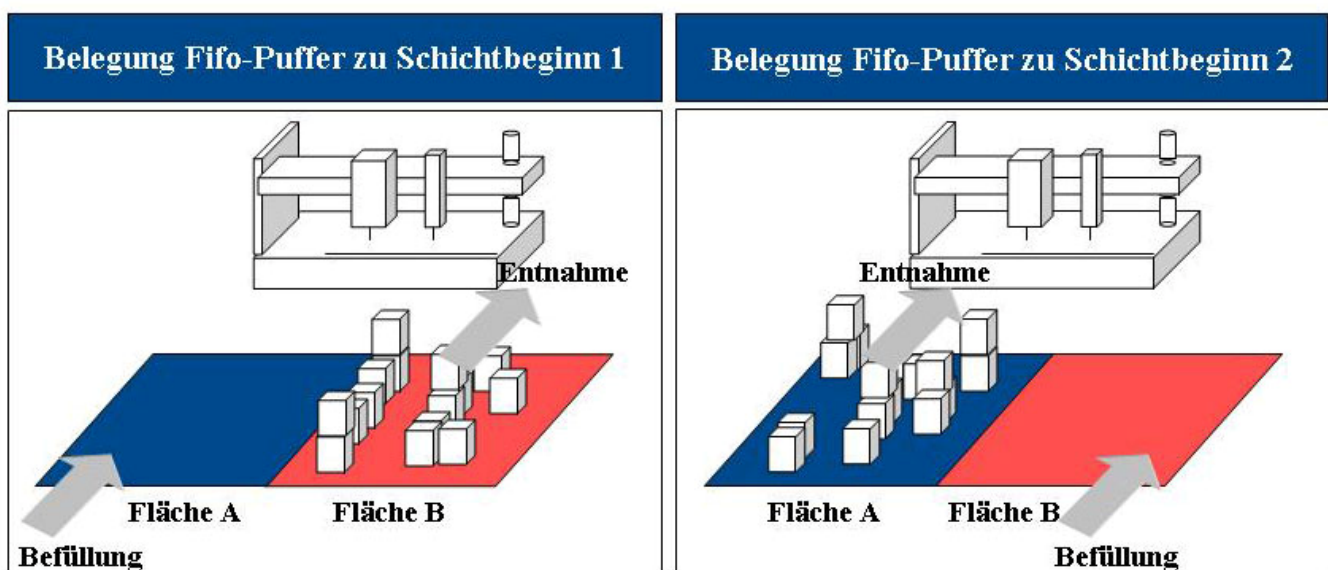 Belegung Fifo-Puffer zu Schichtbeginn 1
Entnahme
Fläche A
Fläche B
Befüllung
Belegung Fifo-Puffer zu Schichtbeginn 2
Entnahme
Fläche A
Fläche B
Befüllung